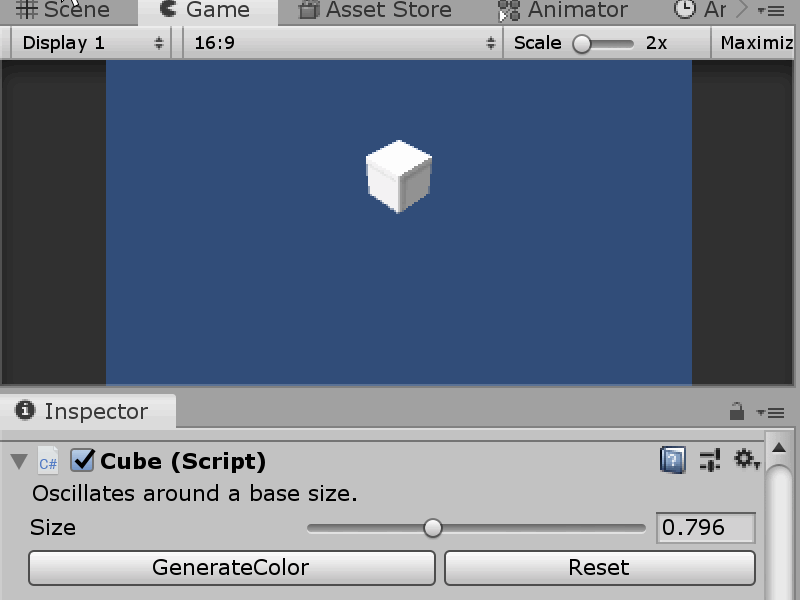 Scene Game Asset Store Animator Ar
Display 1 16:9 Scale 2x Maximiz
Inspector
C# Cube (Script)
Oscillates around a base size.
Size 0.796
GenerateColor Reset